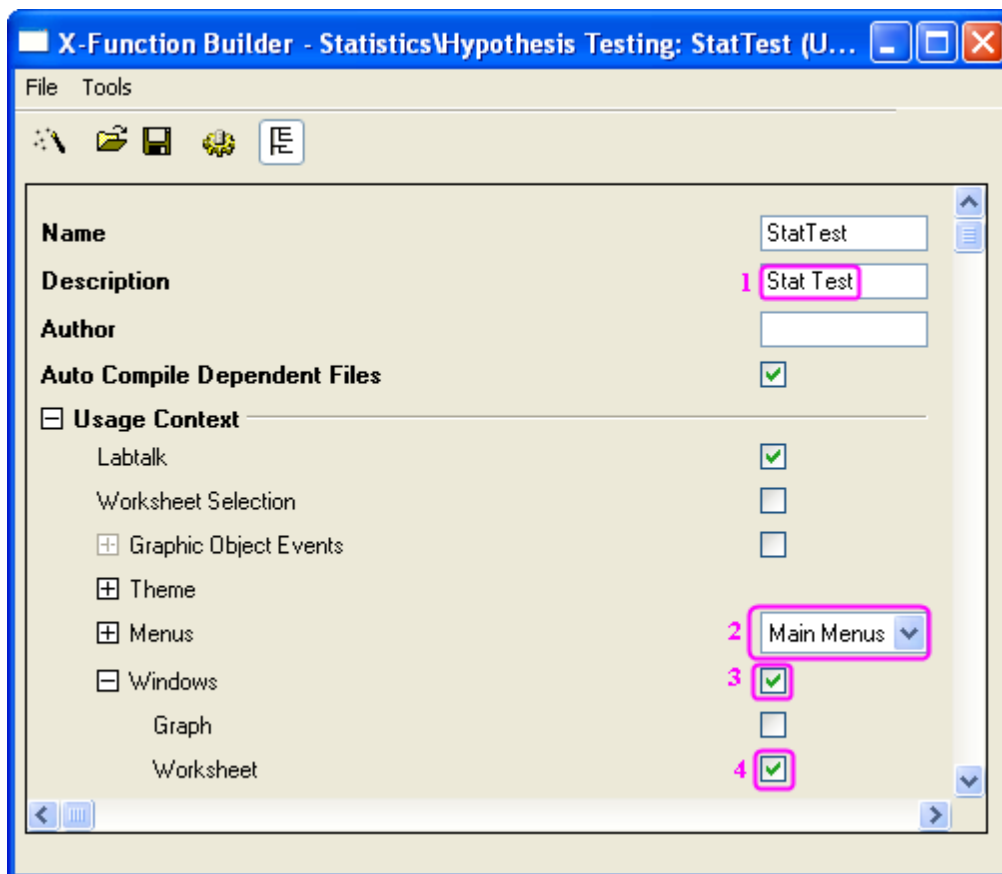 X-Function Builder - Statistics\Hypothesis Testing: StatTest (U...
File Tools
Name StatTest
Description 1 Stat Test
Author
Auto Compile Dependent Files
Usage Context
Labtalk
Worksheet Selection
Graphic Object Events
Theme
Menus 2 Main Menus
Windows 3
Graph
Worksheet 4